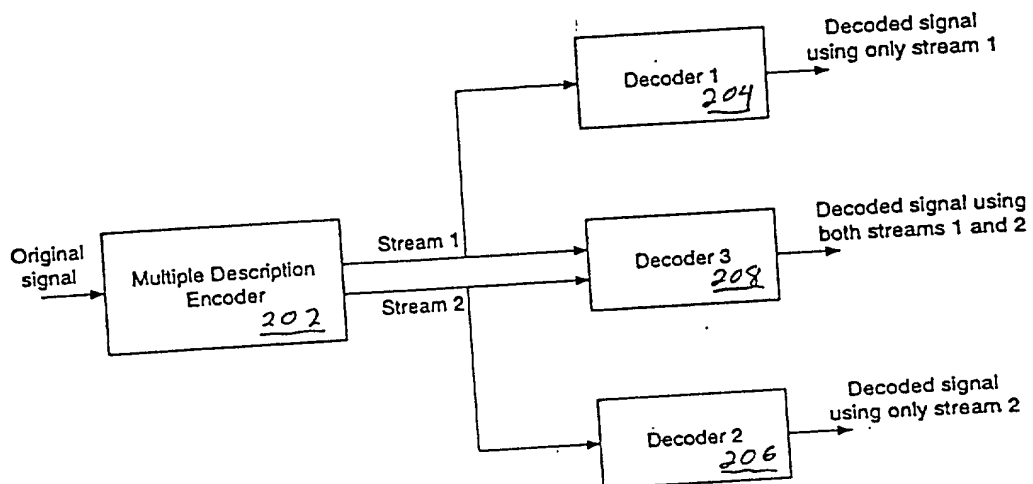 Decoded signal
using only stream 1
Decoder 1
204
Decoded signal using
both streams 1 and 2
Original
signal
Stream 1
Multiple Description
Encoder
202
Stream 2
Decoder 3
208
Decoded signal
using only stream 2
Decoder 2
206